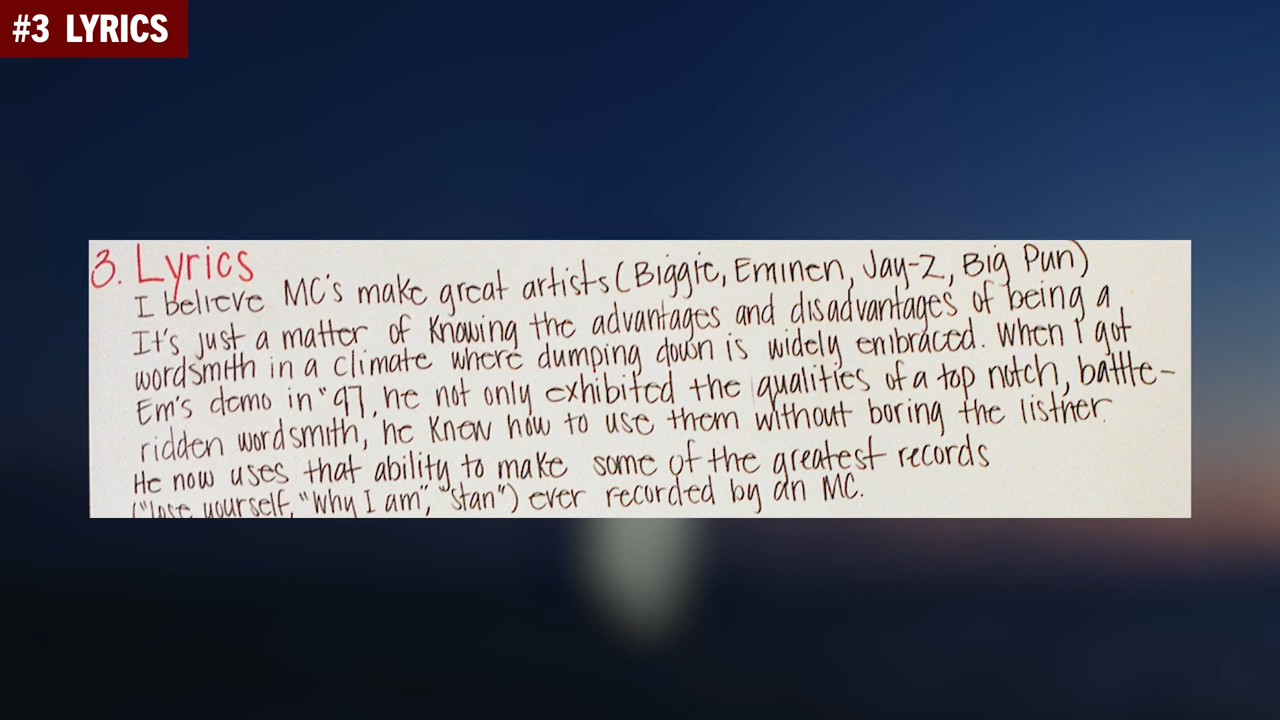 #3 LYRICS
3. Lyrics
I believe MC's make great artists (Biggie, Eminen, Jay-Z, Big Pun)
It's just a matter of Knowing the advantages and disadvantages of being a
wordsmith in a climate where dumping down is widely embraced. When I got
Em's demo in "97, he not only exhibited the qualities of a top notch, battle-
ridden wordsmith, he Knew how to use them without boring the listner.
He now uses that ability to make some of the greatest records
("lose yourself, "Why I am", "stan") ever recorded by an MC.